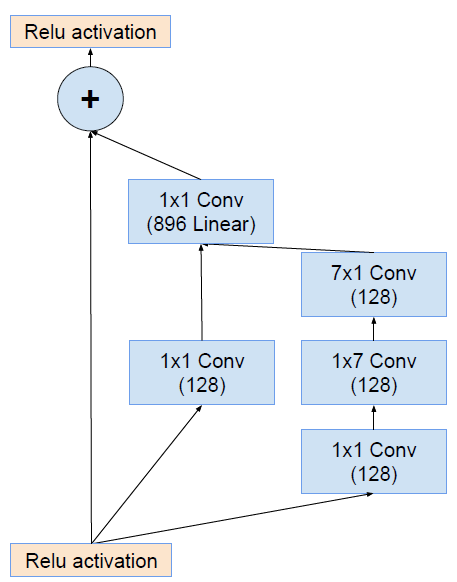 Relu activation
+
1x1 Conv
(896 Linear)
7x1 Conv
(128)
1x1 Conv
(128)
1x7 Conv
(128)
1x1 Conv
(128)
Relu activation